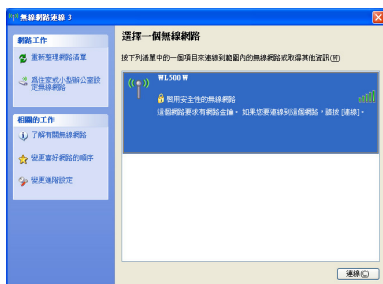 無線網路連線 3
網路工作
重新整理網路清單
為住家或小型辦公室設
定無線網路
相關的工作
了解有關無線網路
變更喜好網路的順序
變更進階設定
選擇一個無線網路
按下列清單中的一個項目來連線到範圍內的無線網路或取得其他資訊(W)
WL500 W
啟用安全性的無線網路
這個網路要求有網路金鑰。如果您要連線到這個網路，請按 [連線]。
連線(C)